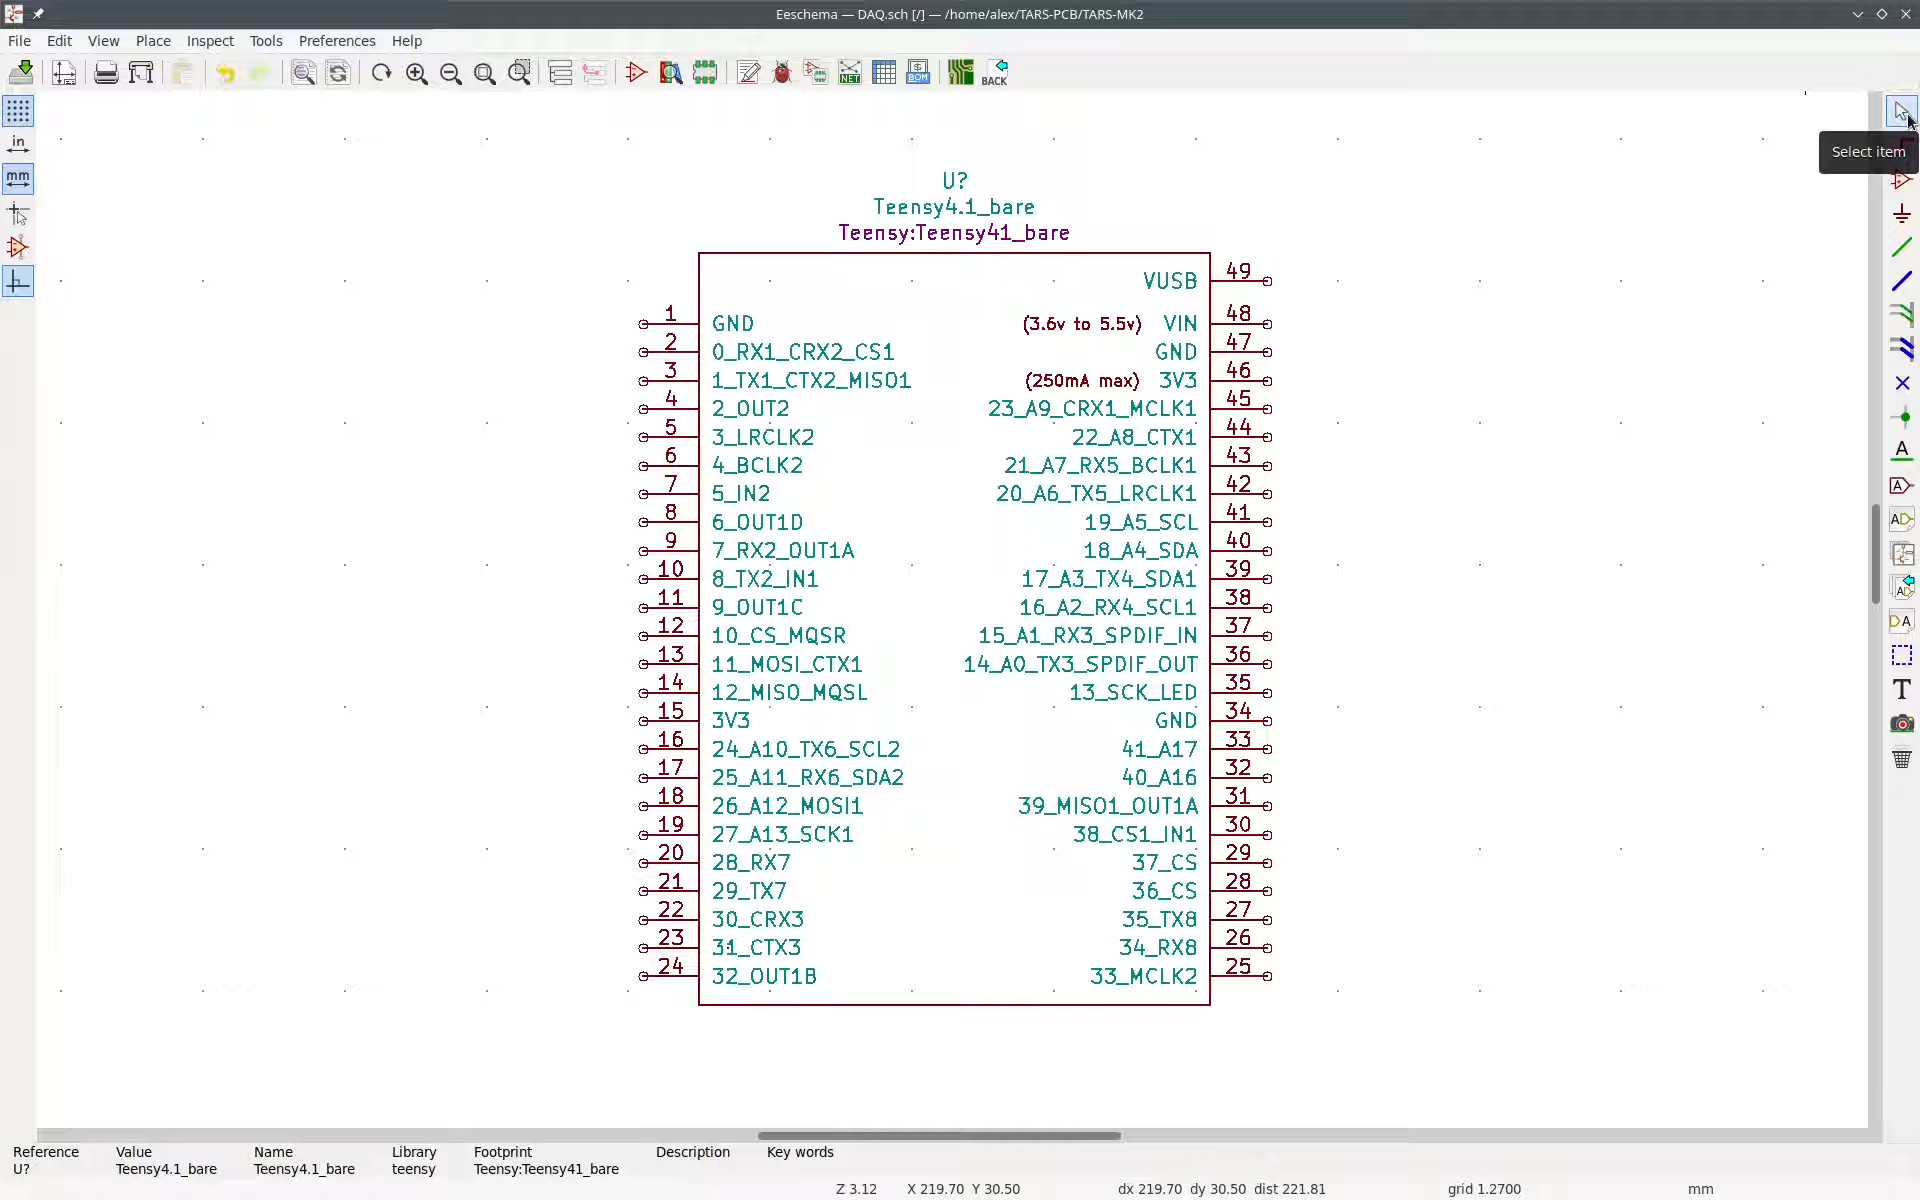 Eeschema — DAQ.sch [/] — /home/alex/TARS-PCB/TARS-MK2
File Edit View Place Inspect Tools Preferences Help
NET
BOM
BACK
in
mm
Select item
U?
Teensy4.1_bare
Teensy:Teensy41_bare
VUSB 49
1 GND (3.6v to 5.5v) VIN 48
2 0_RX1_CRX2_CS1 GND 47
3 1_TX1_CTX2_MISO1 (250mA max) 3V3 46
4 2_OUT2 23_A9_CRX1_MCLK1 45
5 3_LRCLK2 22_A8_CTX1 44
6 4_BCLK2 21_A7_RX5_BCLK1 43
7 5_IN2 20_A6_TX5_LRCLK1 42
8 6_OUT1D 19_A5_SCL 41
9 7_RX2_OUT1A 18_A4_SDA 40
10 8_TX2_IN1 17_A3_TX4_SDA1 39
11 9_OUT1C 16_A2_RX4_SCL1 38
12 10_CS_MQSR 15_A1_RX3_SPDIF_IN 37
13 11_MOSI_CTX1 14_A0_TX3_SPDIF_OUT 36
14 12_MISO_MQSL 13_SCK_LED 35
15 3V3 GND 34
16 24_A10_TX6_SCL2 41_A17 33
17 25_A11_RX6_SDA2 40_A16 32
18 26_A12_MOSI1 39_MISO1_OUT1A 31
19 27_A13_SCK1 38_CS1_IN1 30
20 28_RX7 37_CS 29
21 29_TX7 36_CS 28
22 30_CRX3 35_TX8 27
23 31_CTX3 34_RX8 26
24 32_OUT1B 33_MCLK2 25
A
A
AD
A
DA
T
Reference Value Name Library Footprint Description Key words
U? Teensy4.1_bare Teensy4.1_bare teensy Teensy:Teensy41_bare
Z 3.12 X 219.70 Y 30.50 dx 219.70 dy 30.50 dist 221.81 grid 1.2700 mm